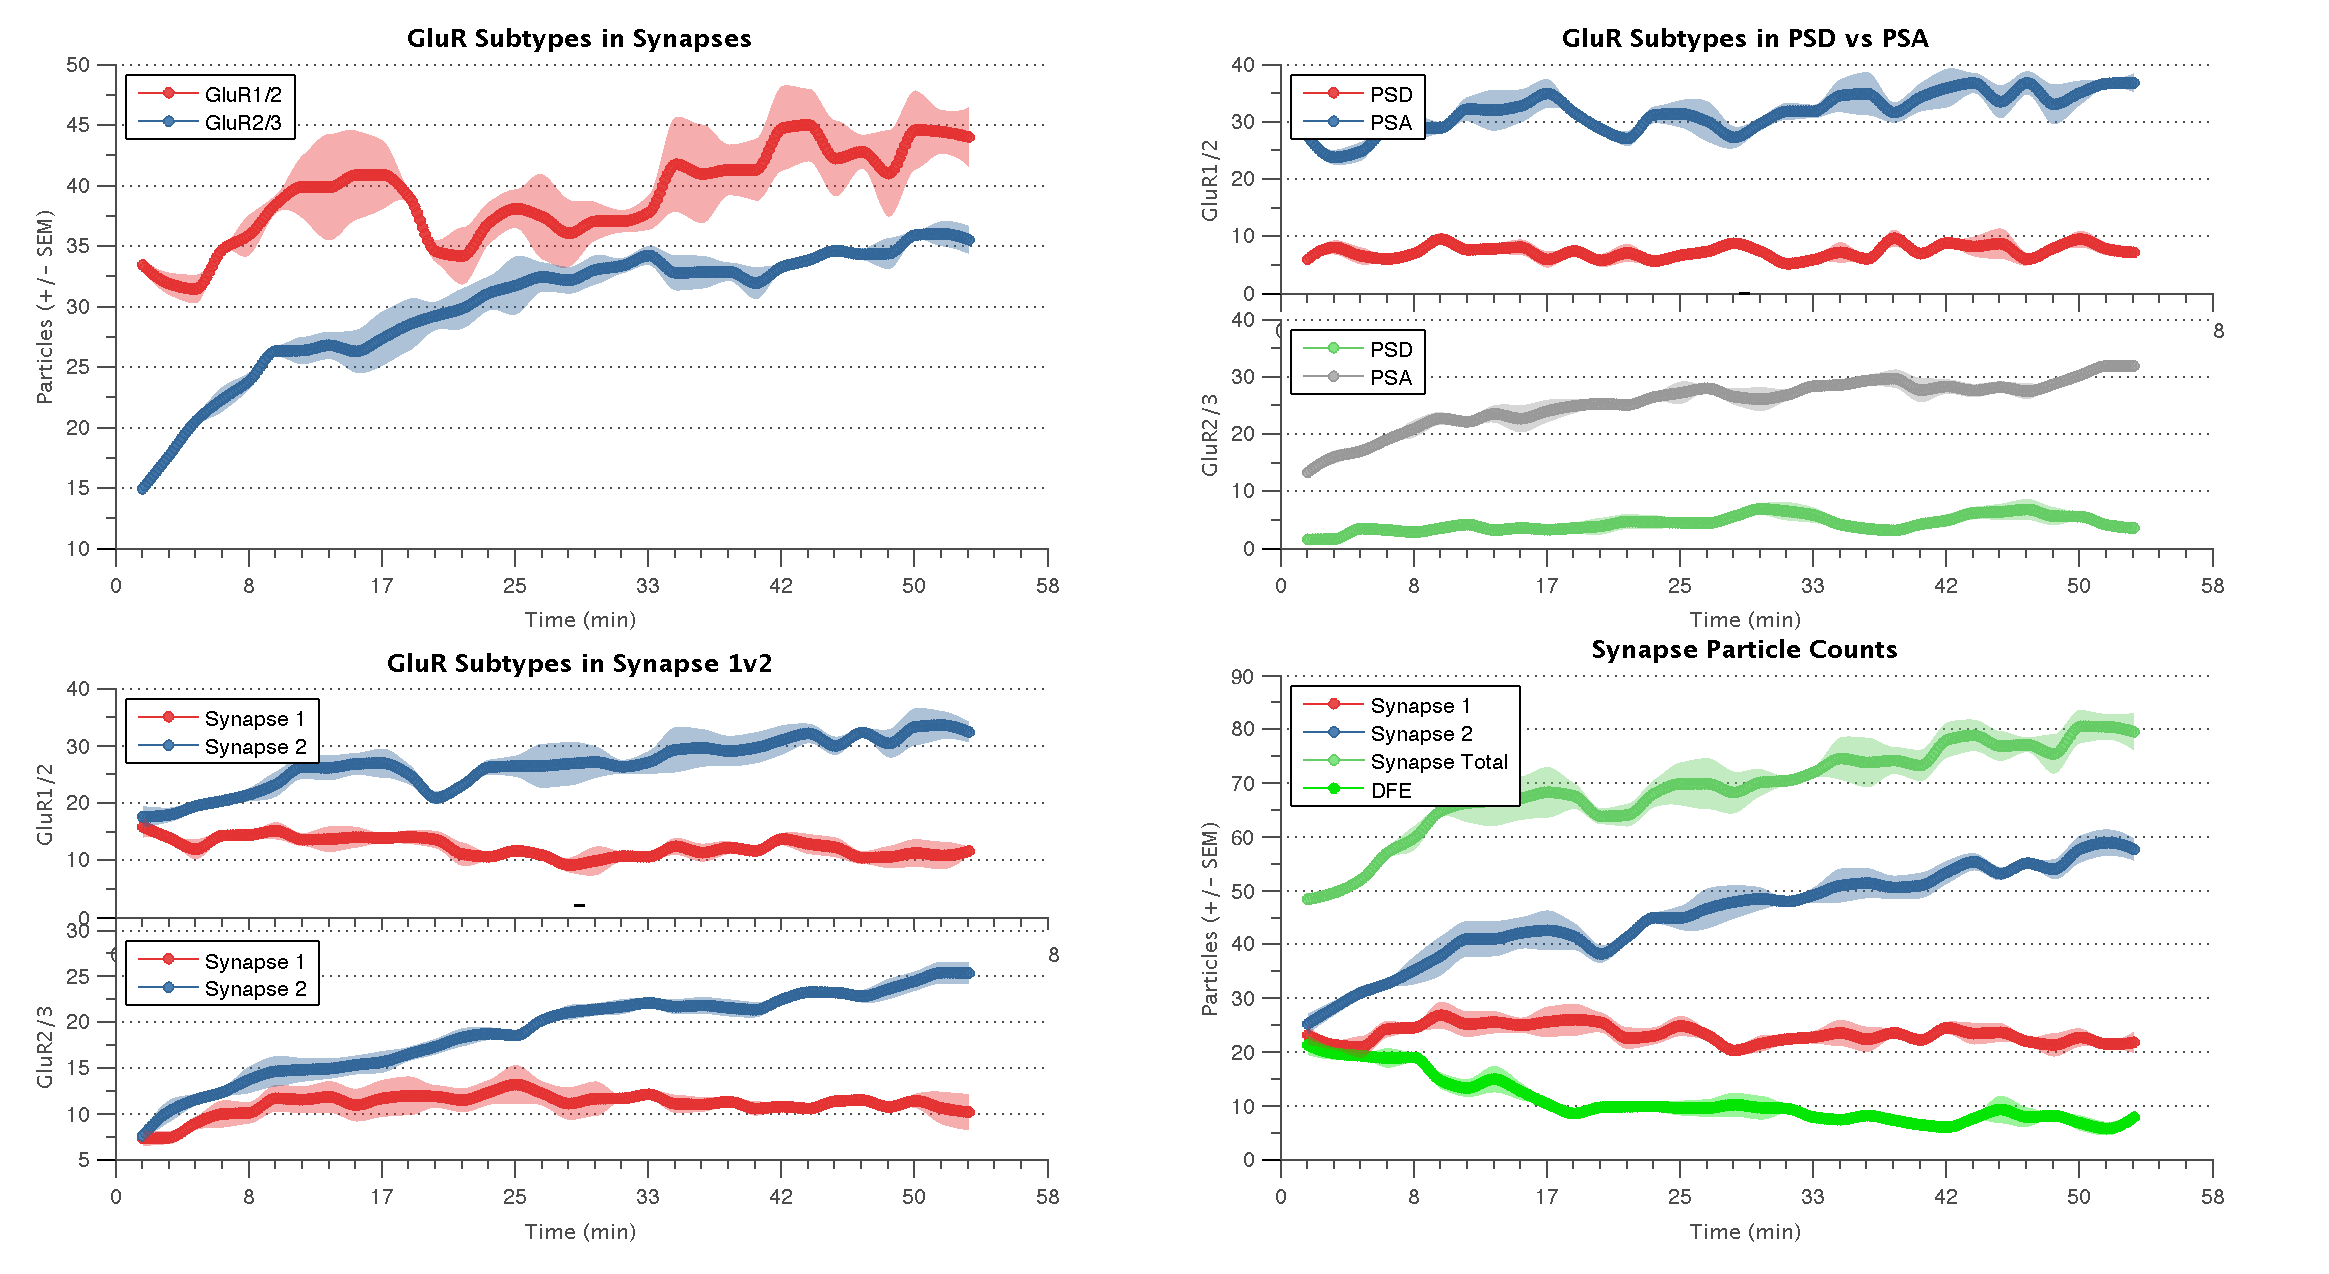 GluR Subtypes in Synapses
50
45
40
35
30
25
20
15
10
Particles (+/- SEM)
GluR1/2
GluR2/3
0 8 17 25 33 42 50 58
Time (min)
GluR Subtypes in PSD vs PSA
40
30
20
10
0
GluR1/2
PSD
PSA
8
40
30
20
10
0
GluR2/3
PSD
PSA
0 8 17 25 33 42 50 58
Time (min)
GluR Subtypes in Synapse 1v2
40
30
20
10
0
GluR1/2
Synapse 1
Synapse 2
8
30
25
20
15
10
5
GluR2/3
Synapse 1
Synapse 2
0 8 17 25 33 42 50 58
Time (min)
Synapse Particle Counts
90
80
70
60
50
40
30
20
10
0
Particles (+/- SEM)
Synapse 1
Synapse 2
Synapse Total
DFE
0 8 17 25 33 42 50 58
Time (min)